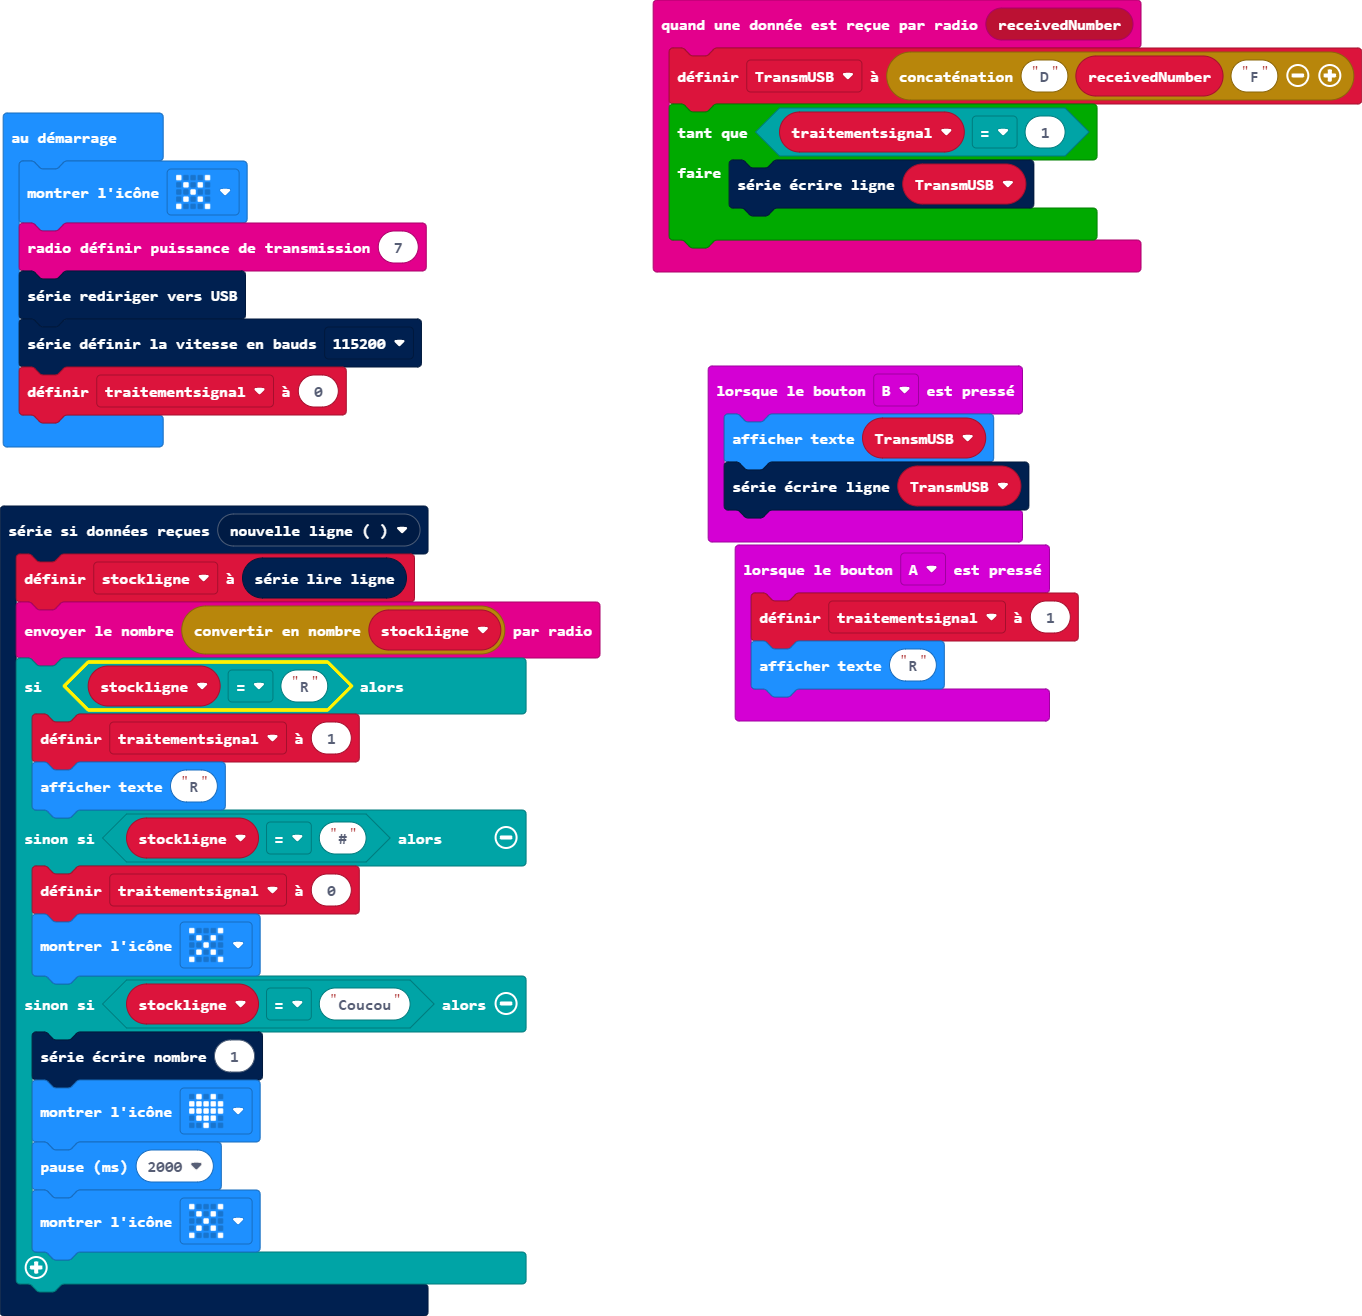 au démarrage
montrer l'icône
radio définir puissance de transmission 7
série rediriger vers USB
série définir la vitesse en bauds 115200
définir traitementsignal à 0
série si données reçues nouvelle ligne ( )
définir stockligne à série lire ligne
envoyer le nombre convertir en nombre stockligne par radio
si stockligne = "R" alors
définir traitementsignal à 1
afficher texte "R"
sinon si stockligne = "#" alors
définir traitementsignal à 0
montrer l'icône
sinon si stockligne = "Coucou" alors
série écrire nombre 1
montrer l'icône
pause (ms) 2000
montrer l'icône
quand une donnée est reçue par radio receivedNumber
définir TransmUSB à concaténation "D" receivedNumber "F"
tant que traitementsignal = 1
faire série écrire ligne TransmUSB
lorsque le bouton B est pressé
afficher texte TransmUSB
série écrire ligne TransmUSB
lorsque le bouton A est pressé
définir traitementsignal à 1
afficher texte "R"